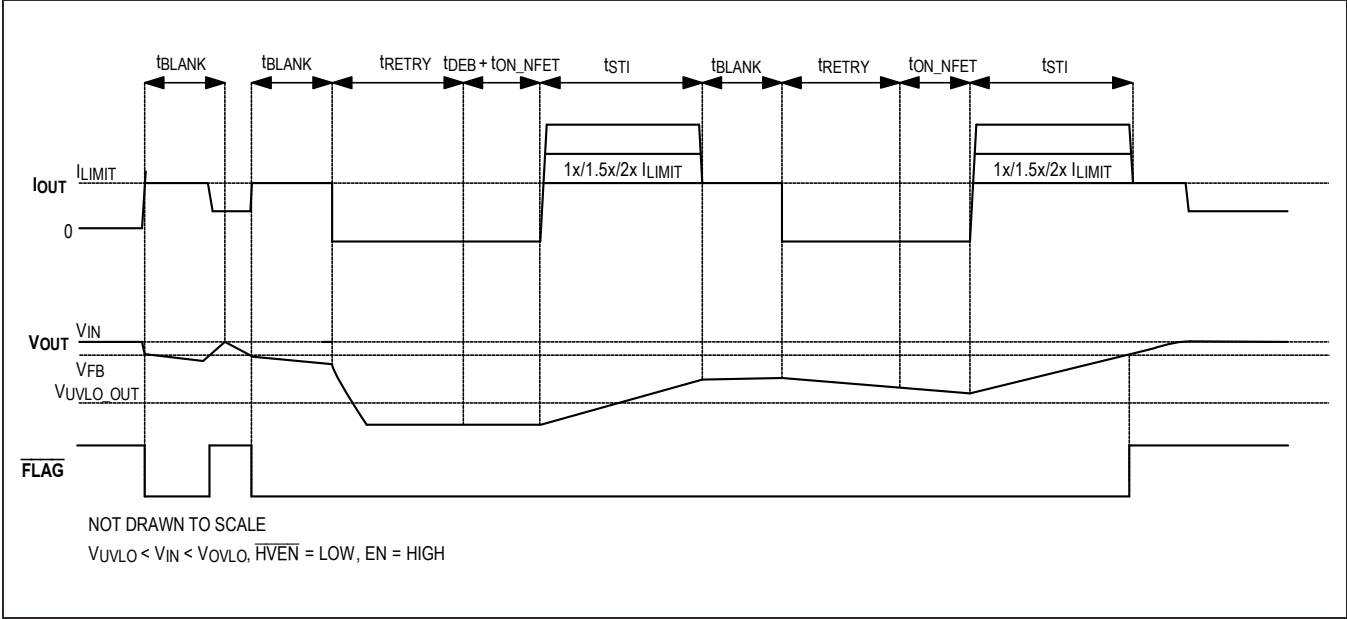 tBLANK tBLANK tRETRY tDEB + tON_NFET tSTI tBLANK tRETRY tON_NFET tSTI
1x/1.5x/2x ILIMIT 1x/1.5x/2x ILIMIT
IOUT ILIMIT
0
VOUT VIN
VFB
VUVLO_OUT
FLAG
NOT DRAWN TO SCALE
VUVLO < VIN < VOVLO, HVEN = LOW, EN = HIGH